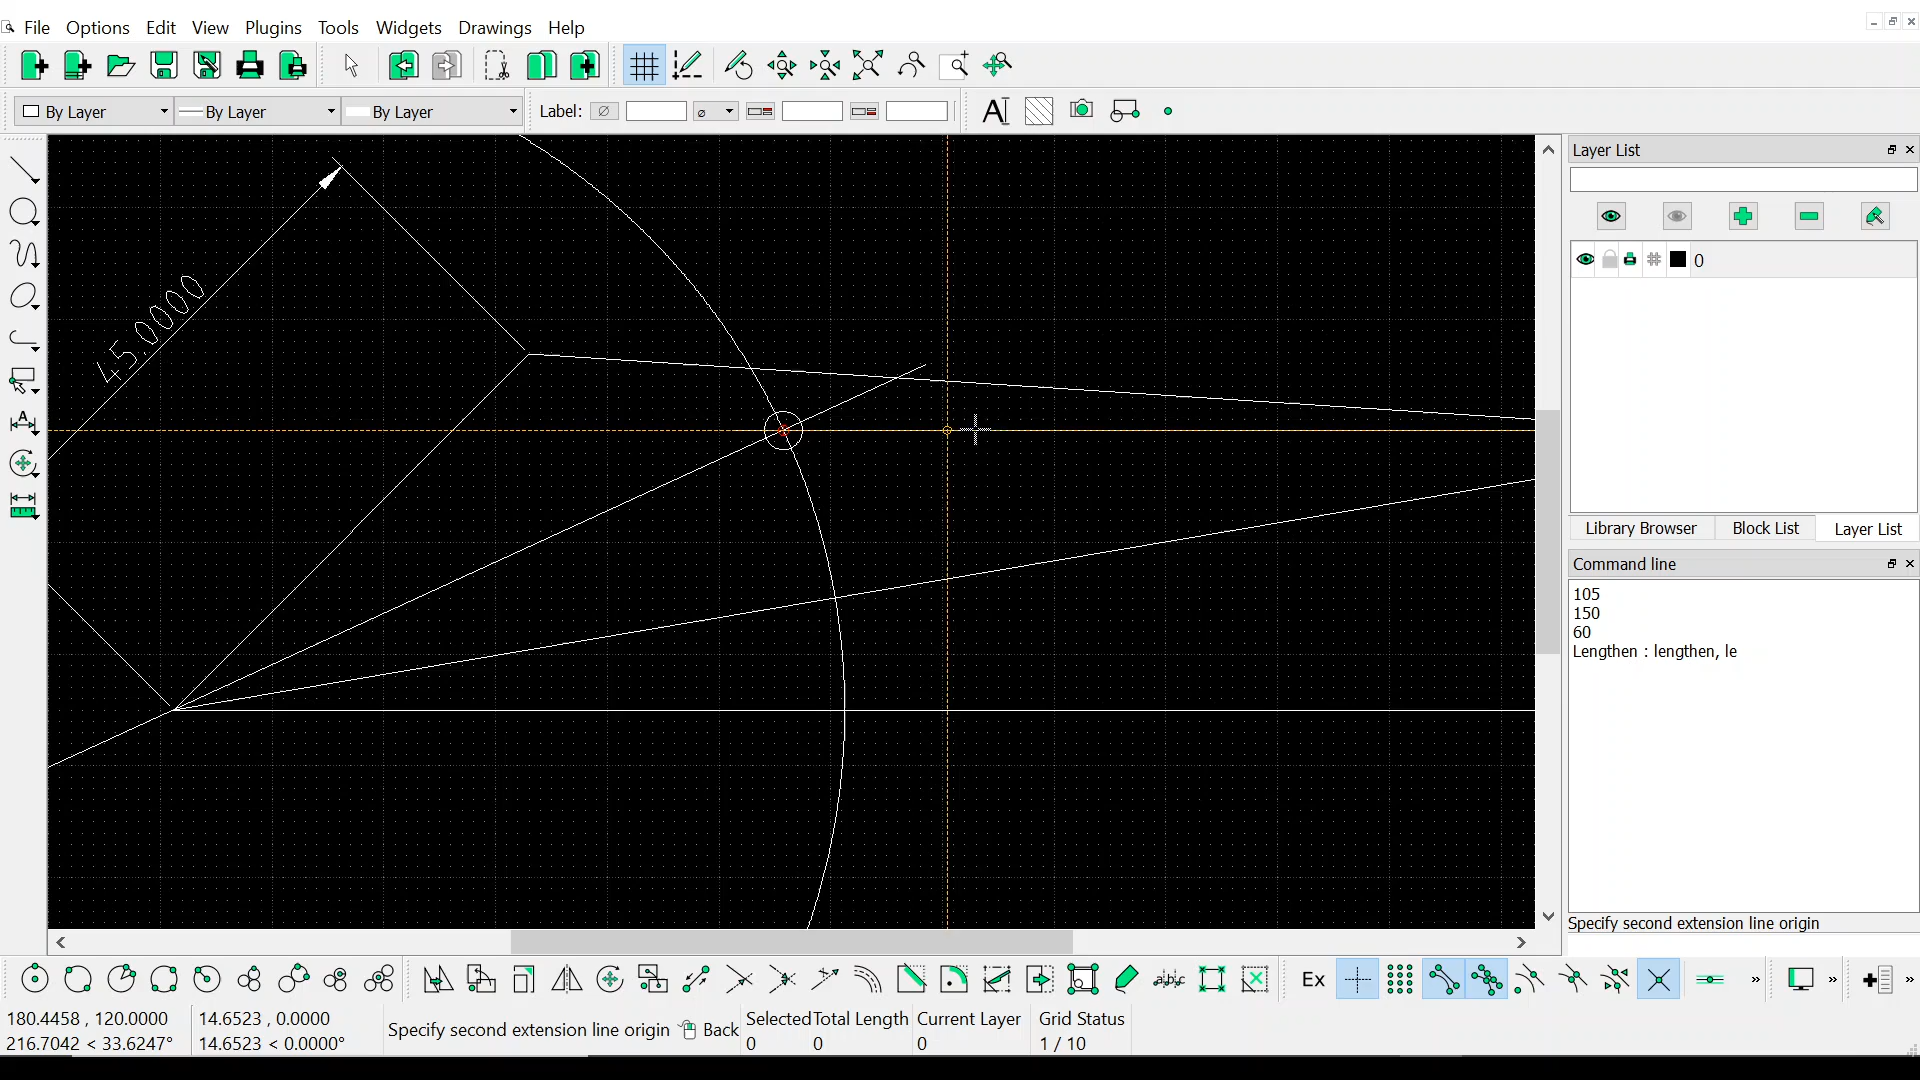 File Options Edit View Plugins Tools Widgets Drawings Help
By Layer By Layer By Layer Label:
Layer List
0
45.0000
Library Browser Block List Layer List
Command line
105
150
60
Lengthen : lengthen, le
Specify second extension line origin
Ex
180.4458 , 120.0000
216.7042 < 33.6247°
14.6523 , 0.0000
14.6523 < 0.0000°
Specify second extension line origin Back
Selected Total Length Current Layer Grid Status
0 0 0 1 / 10